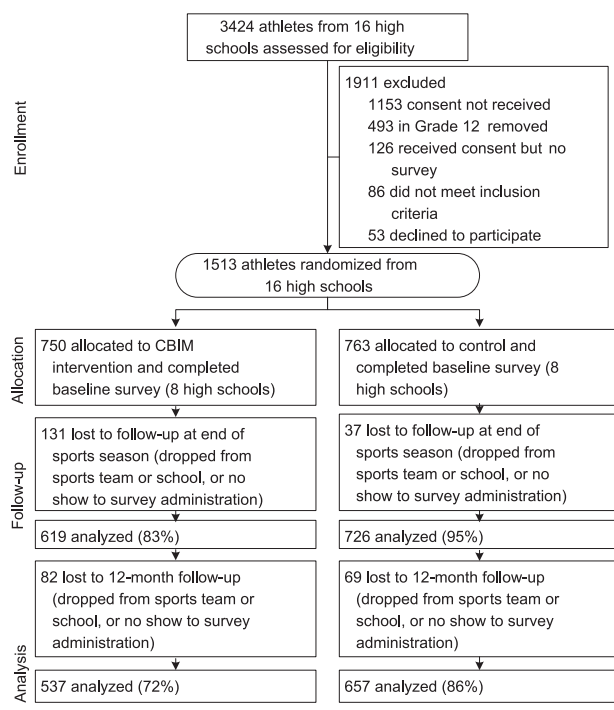 3424 athletes from 16 high
schools assessed for eligibility
Enrollment
1911 excluded
1153 consent not received
493 in Grade 12 removed
126 received consent but no
survey
86 did not meet inclusion
criteria
53 declined to participate
1513 athletes randomized from
16 high schools
Allocation
750 allocated to CBIM
intervention and completed
baseline survey (8 high schools)
763 allocated to control and
completed baseline survey (8
high schools)
Follow-up
131 lost to follow-up at end of
sports season (dropped from
sports team or school, or no
show to survey administration)
37 lost to follow-up at end of
sports season (dropped from
sports team or school, or no
show to survey administration)
619 analyzed (83%)
726 analyzed (95%)
82 lost to 12-month follow-up
(dropped from sports team or
school, or no show to survey
administration)
69 lost to 12-month follow-up
(dropped from sports team or
school, or no show to survey
administration)
Analysis
537 analyzed (72%)
657 analyzed (86%)